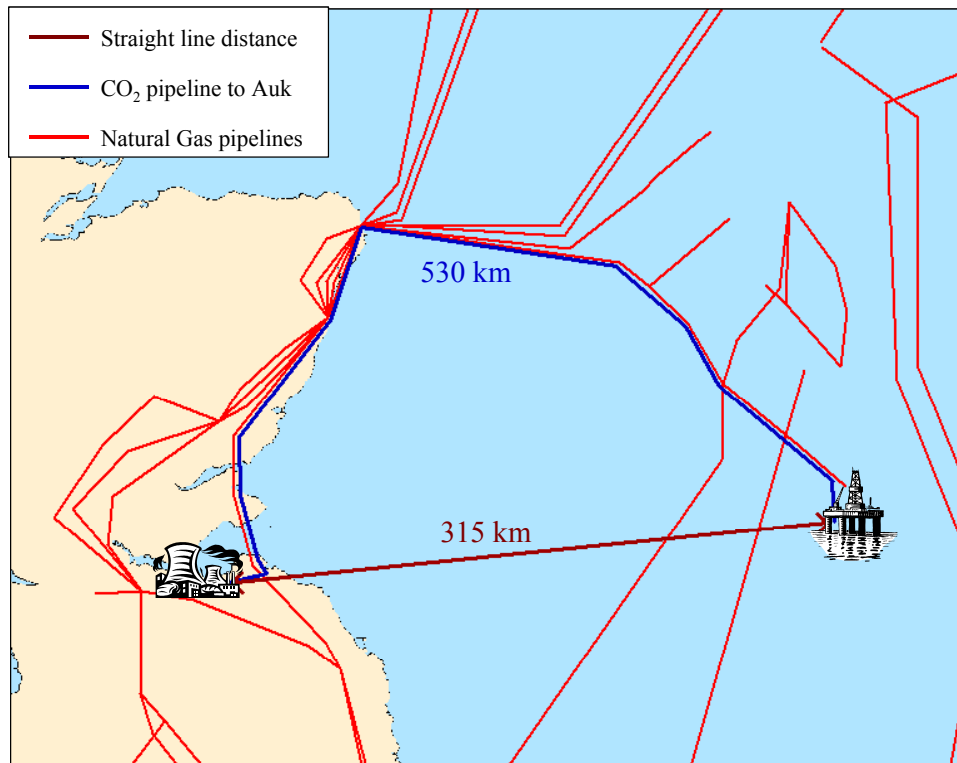 Straight line distance
CO₂ pipeline to Auk
Natural Gas pipelines
530 km
315 km